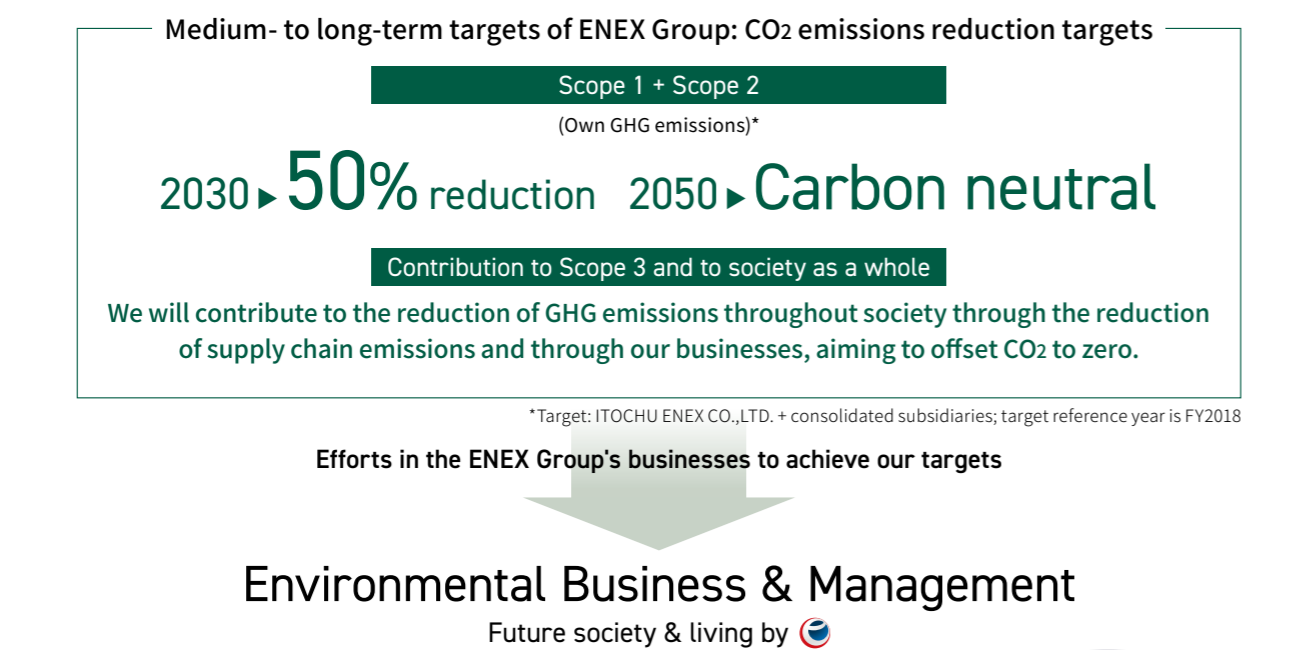 Medium- to long-term targets of ENEX Group: CO2 emissions reduction targets
Scope 1 + Scope 2
(Own GHG emissions)*
2030 ▶ 50% reduction 2050 ▶ Carbon neutral
Contribution to Scope 3 and to society as a whole
We will contribute to the reduction of GHG emissions throughout society through the reduction
of supply chain emissions and through our businesses, aiming to offset CO2 to zero.
*Target: ITOCHU ENEX CO.,LTD. + consolidated subsidiaries; target reference year is FY2018
Efforts in the ENEX Group's businesses to achieve our targets
Environmental Business & Management
Future society & living by